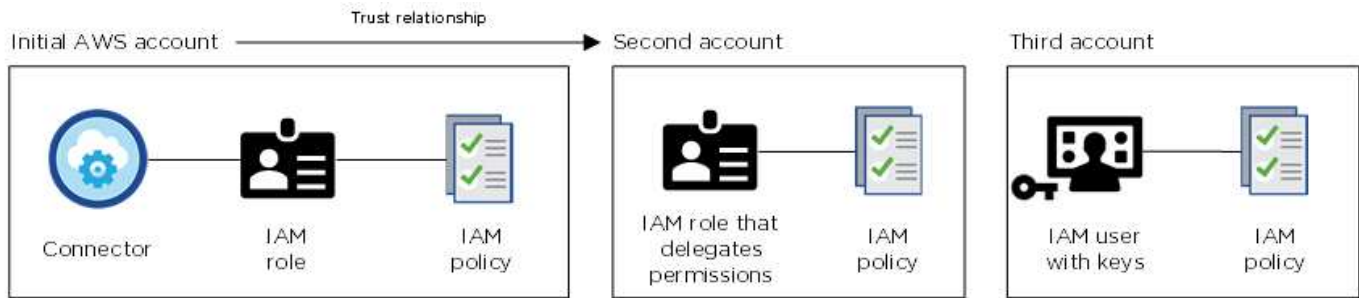 Trust relationship
Initial AWS account
Second account
Third account
Connector
IAM
role
IAM
policy
IAM role that
delegates
permissions
IAM
policy
IAM user
with keys
IAM
policy